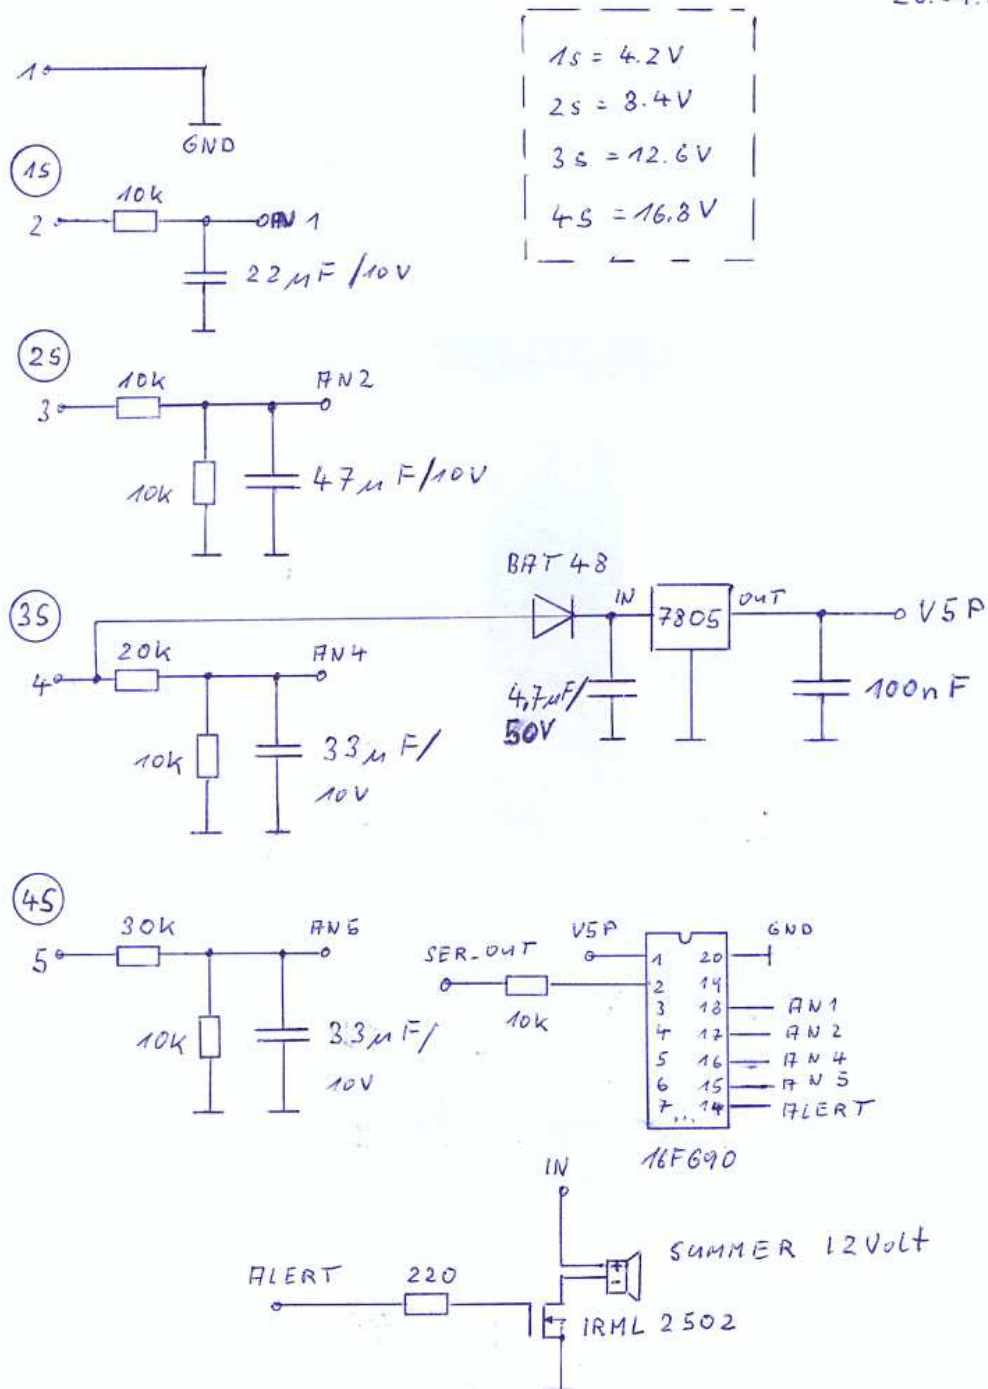 1s = 4.2V
2s = 8.4V
3s = 12.6V
4s = 16.8V
1
GND
1S
2
10k
AN 1
22µF/10V
2S
3
10k
AN2
10k
47µF/10V
3S
4
20k
AN4
10k
33µF/
10V
BAT 48
IN
7805
OUT
V5P
4,7µF/
50V
100nF
4S
5
30k
AN5
10k
33µF/
10V
SER_OUT
10k
V5P
GND
1 20
2 19
3 18 AN1
4 17 AN2
5 16 AN4
6 15 AN5
7 ... 14 ALERT
16F690
IN
SUMMER 12Volt
+
-
ALERT
220
IRML 2502